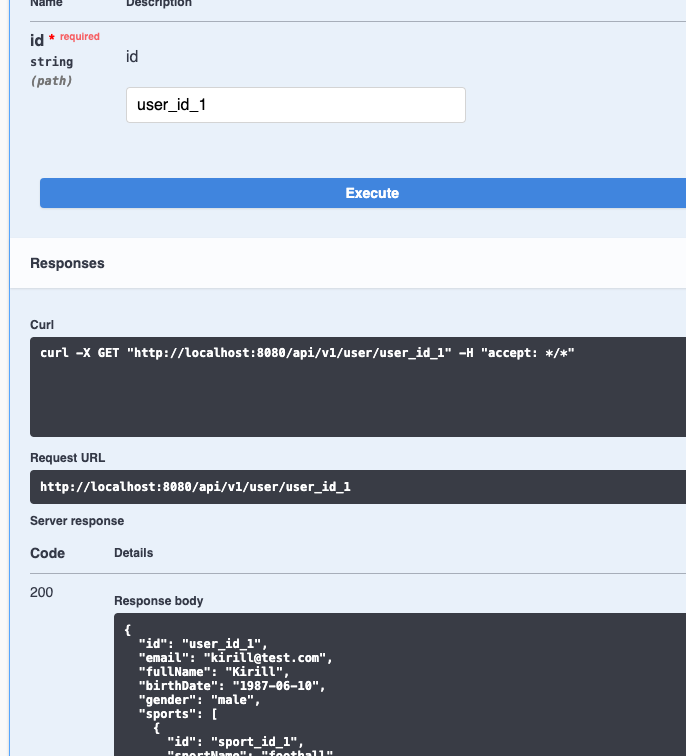 Name Description
id * required
string
(path)
id
user_id_1
Execute
Responses
Curl
curl -X GET "http://localhost:8080/api/v1/user/user_id_1" -H "accept: */*"
Request URL
http://localhost:8080/api/v1/user/user_id_1
Server response
Code Details
200
Response body
{
"id": "user_id_1",
"email": "kirill@test.com",
"fullName": "Kirill",
"birthDate": "1987-06-10",
"gender": "male",
"sports": [
{
"id": "sport_id_1",
"sportName": "football"